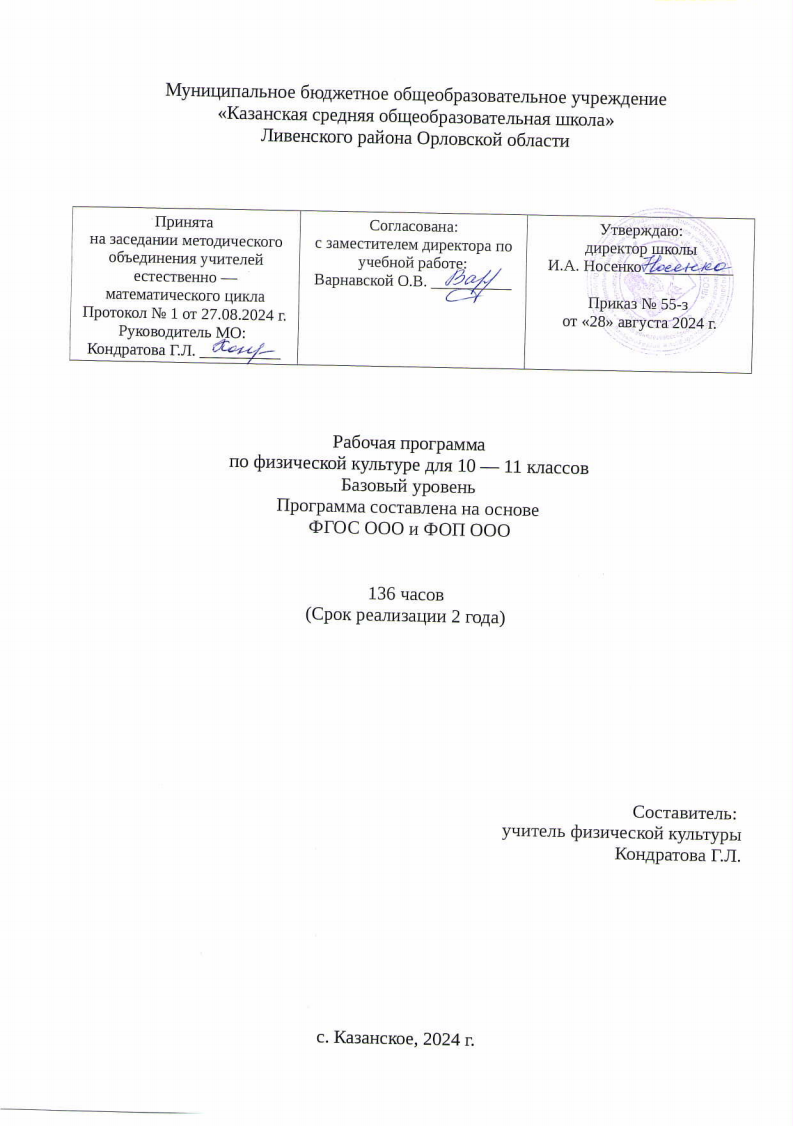 Муниципальное бюджетное общеобразовательное учреждение
«Казанская средняя общеобразовательная школа»
Ливенского района Орловской области
Принята
на заседании методического
объединения учителей
естественно —
математического цикла
Протокол № 1 от 27.08.2024 г.
Руководитель МО:
Кондратова Г.Л. __________
Согласована:
с заместителем директора по
учебной работе:
Варнавской О.В. __________
Утверждаю:
директор школы
И.А. Носенко Носенко
Приказ № 55-з
от «28» августа 2024 г.
Рабочая программа
по физической культуре для 10 — 11 классов
Базовый уровень
Программа составлена на основе
ФГОС ООО и ФОП ООО
136 часов
(Срок реализации 2 года)
Составитель:
учитель физической культуры
Кондратова Г.Л.
с. Казанское, 2024 г.